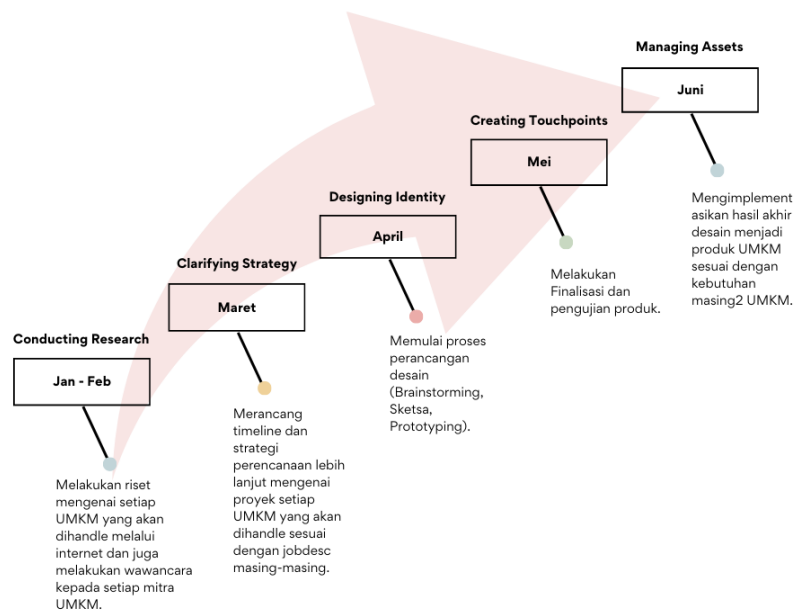 Conducting Research
Jan - Feb
Melakukan riset
mengenai setiap
UMKM yang akan
dihandle melalui
internet dan juga
melakukan wawancara
kepada setiap mitra
UMKM.
Clarifying Strategy
Maret
Merancang
timeline dan
strategi
perencanaan lebih
lanjut mengenai
proyek setiap
UMKM yang akan
dihandle sesuai
dengan jobdesc
masing-masing.
Designing Identity
April
Memulai proses
perancangan
desain
(Brainstorming,
Sketsa,
Prototyping).
Creating Touchpoints
Mei
Melakukan
Finalisasi dan
pengujian produk.
Managing Assets
Juni
Mengimplement
asikan hasil akhir
desain menjadi
produk UMKM
sesuai dengan
kebutuhan
masing2 UMKM.